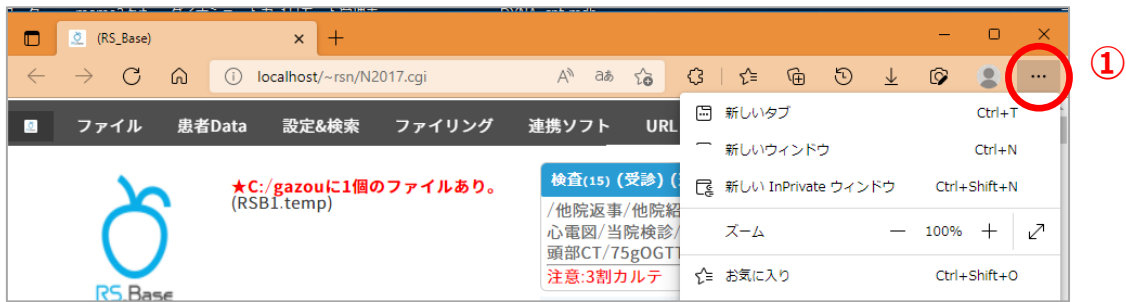 (RS_Base)
localhost/~rsn/N2017.cgi
①
ファイル 患者Data 設定&検索 ファイリング 連携ソフト URL
新しいタブ Ctrl+T
新しいウィンドウ Ctrl+N
新しい InPrivate ウィンドウ Ctrl+Shift+N
ズーム 100%
お気に入り Ctrl+Shift+O
★C:/gazouに1個のファイルあり。
(RSB1.temp)
RS_Base
検査(15) (受診)
/他院返事/他院紹
心電図/当院検診/
頭部CT/75gOGTT
注意:3割カルテ